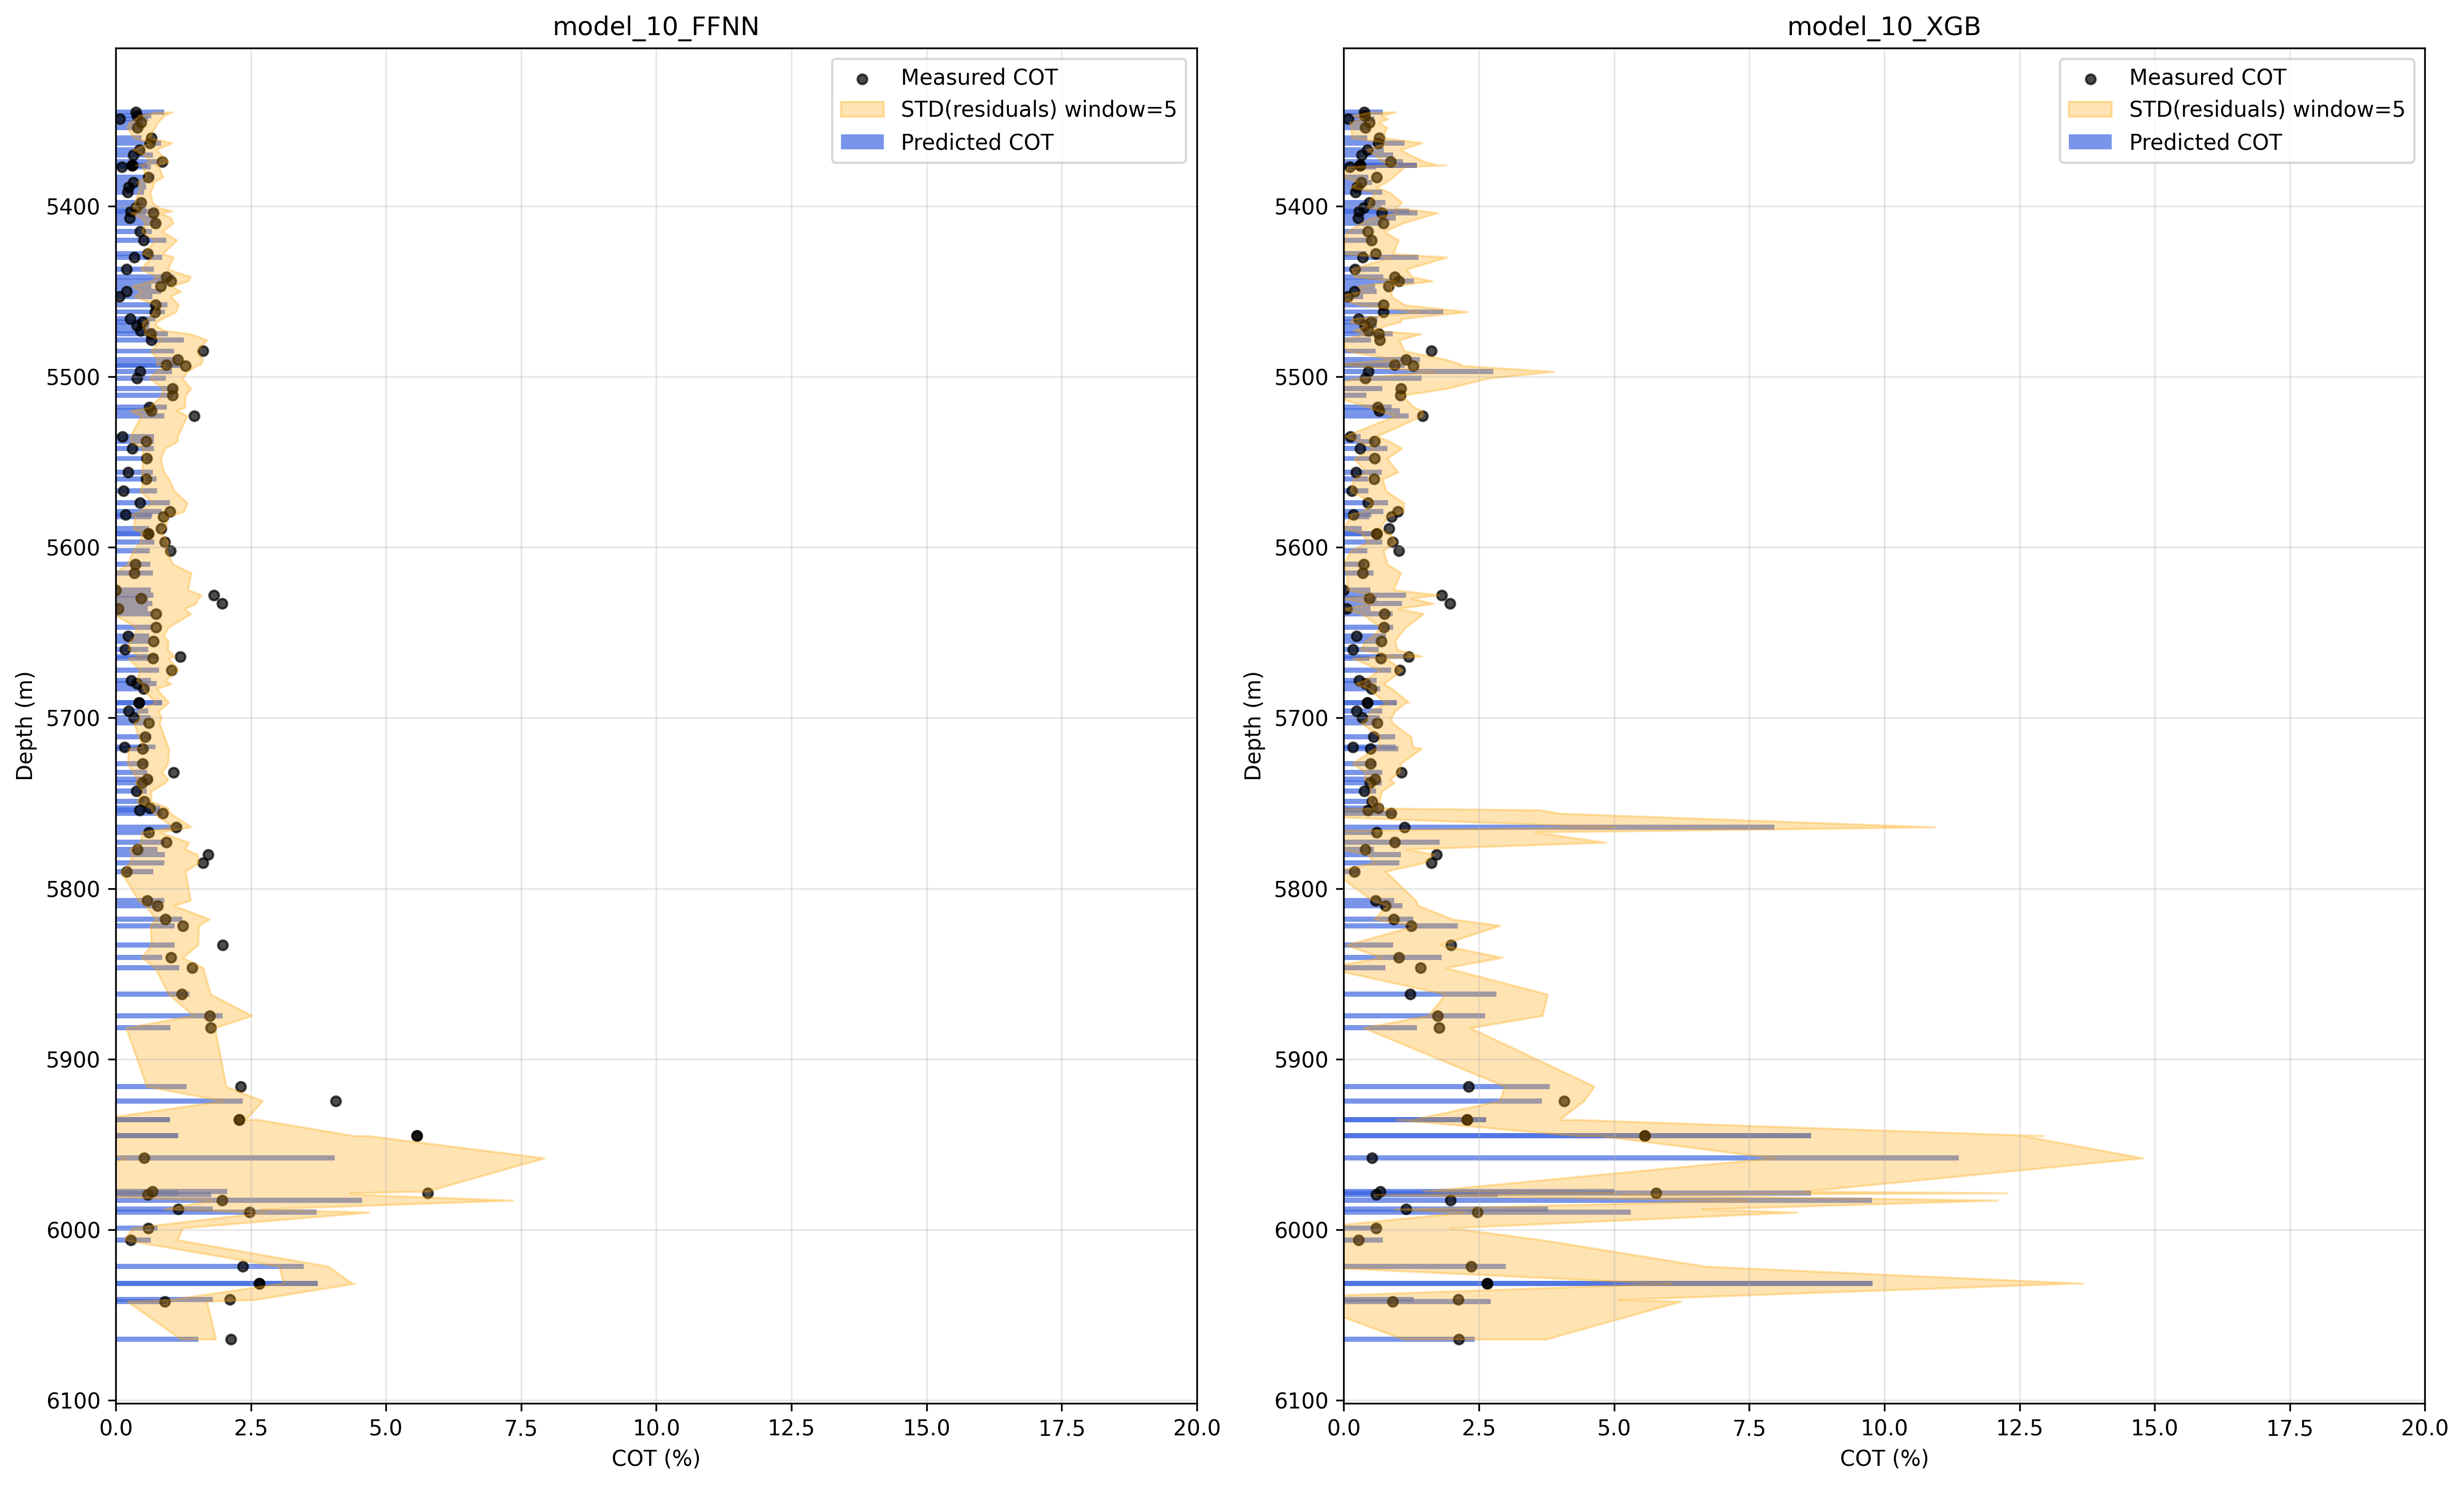 model_10_FFNN
Measured COT
STD(residuals) window=5
Predicted COT
Depth (m)
5400
5500
5600
5700
5800
5900
6000
6100
0.0 2.5 5.0 7.5 10.0 12.5 15.0 17.5 20.0
COT (%)
model_10_XGB
Measured COT
STD(residuals) window=5
Predicted COT
Depth (m)
5400
5500
5600
5700
5800
5900
6000
6100
0.0 2.5 5.0 7.5 10.0 12.5 15.0 17.5 20.0
COT (%)